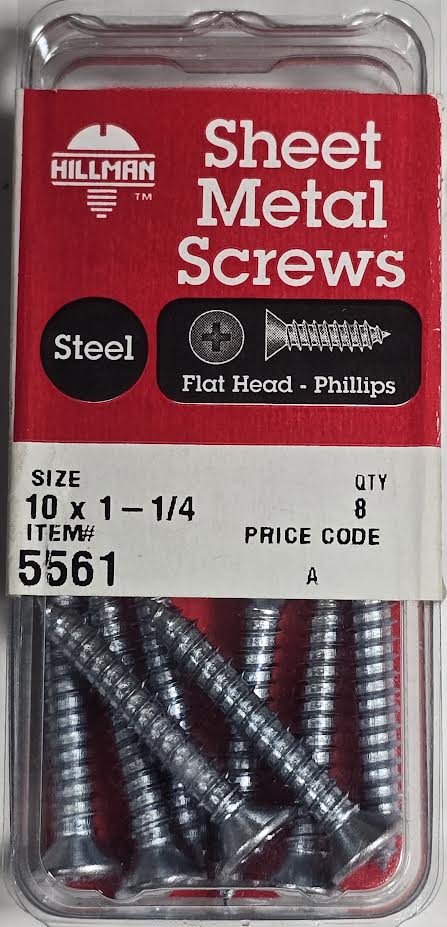 HILLMAN
TM
Sheet
Metal
Screws
Steel
Flat Head - Phillips
SIZE QTY
10 x 1-1/4 8
ITEM# PRICE CODE
5561 A